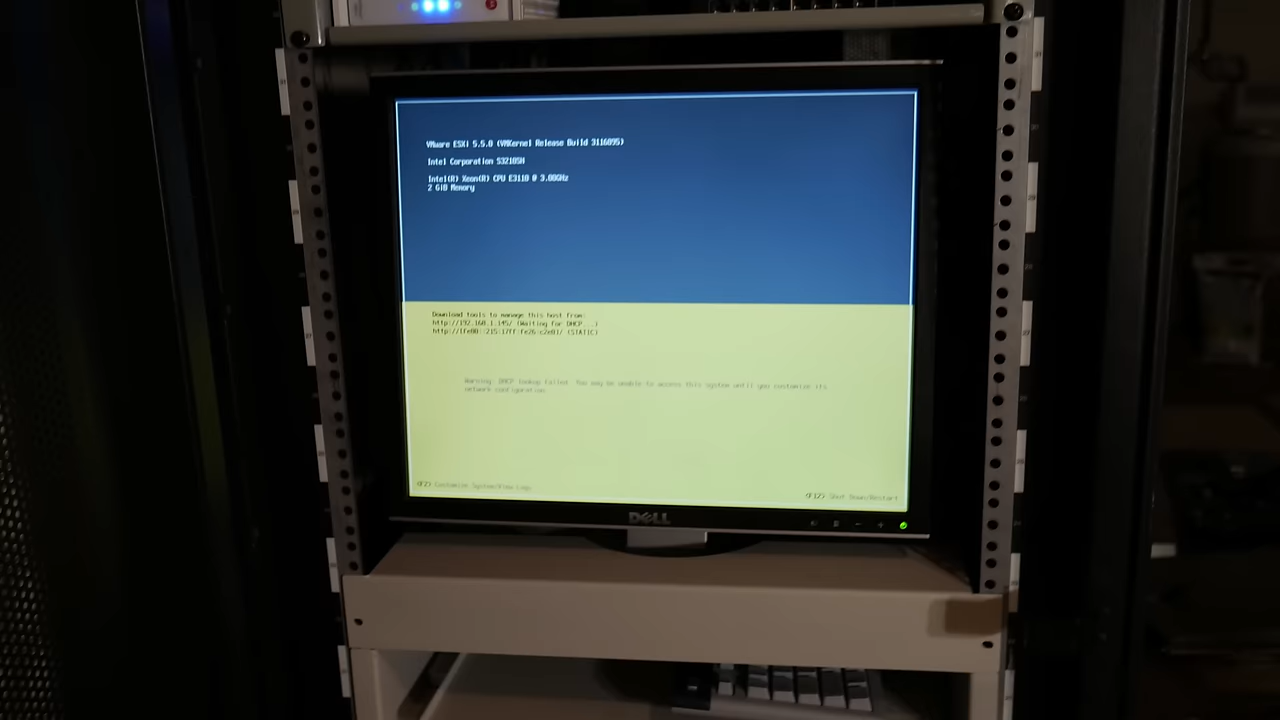 VMware ESXi 5.5.0 (VMKernel Release Build 3116895)
Intel Corporation S3210SH
Intel(R) Xeon(R) CPU E3110 @ 3.00GHz
2 GiB Memory
Download tools to manage this host from:
http://192.168.1.145/ (Waiting for DHCP...)
(STATIC)
Warning: DHCP lookup failed. You may be unable to access this system until you customize its
network configuration.
<F2> Customize System/View Logs
<F12> Shut Down/Restart
DELL